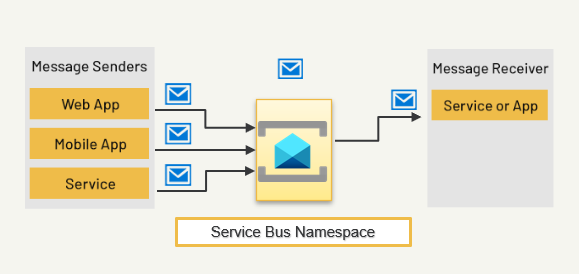 Message Senders
Web App
Mobile App
Service
Message Receiver
Service or App
Service Bus Namespace